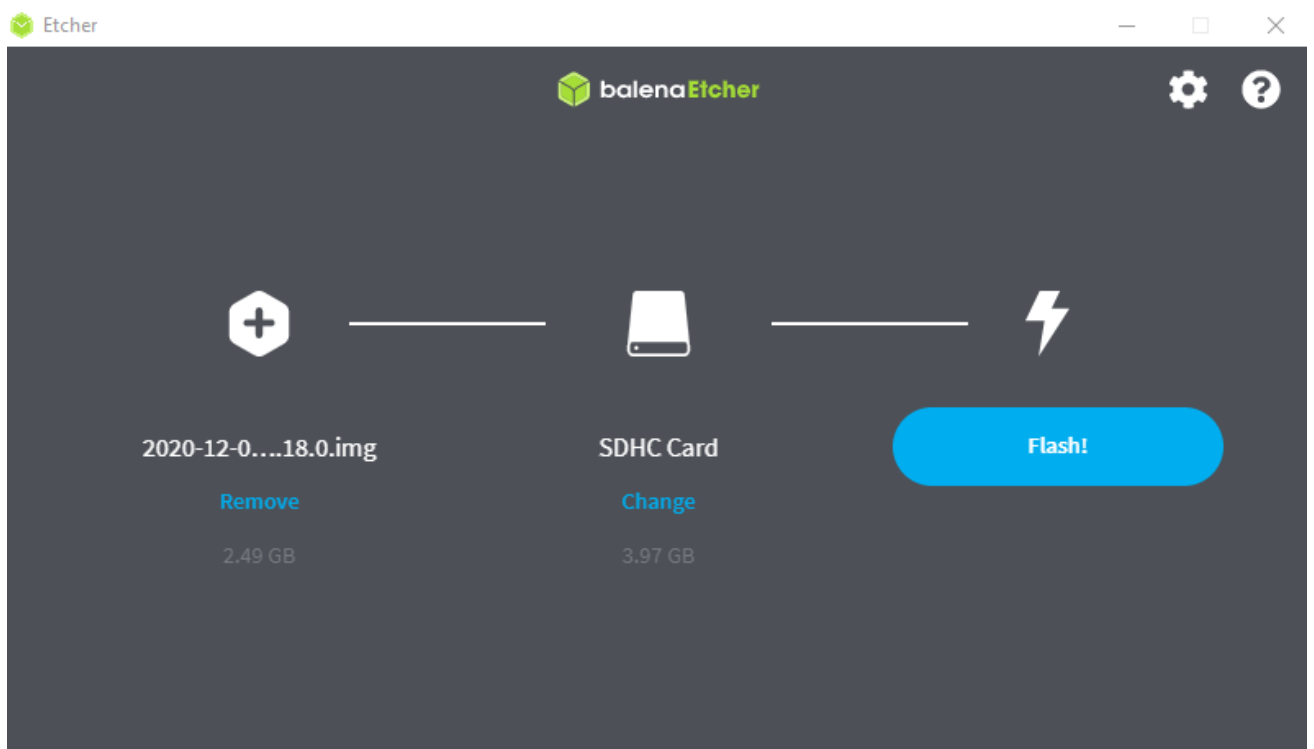 Etcher
balenaEtcher
2020-12-0....18.0.img
Remove
2.49 GB
SDHC Card
Change
3.97 GB
Flash!